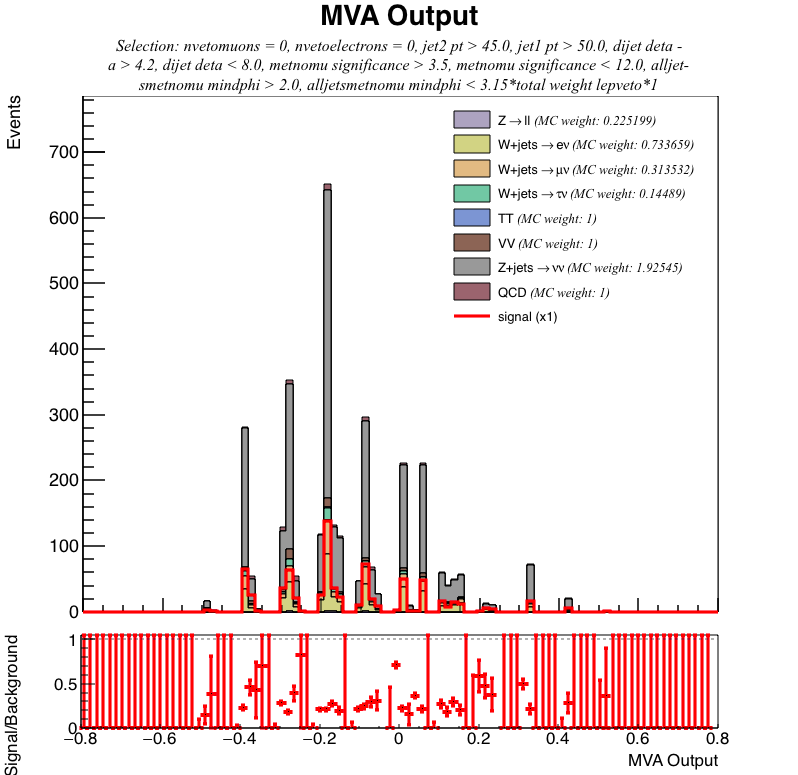 MVA Output
Selection: nvetomuons = 0, nvetoelectrons = 0, jet2 pt > 45.0, jet1 pt > 50.0, dijet deta -
a > 4.2, dijet deta < 8.0, metnomu significance > 3.5, metnomu significance < 12.0, alljet-
smetnomu mindphi > 2.0, alljetsmetnomu mindphi < 3.15*total weight lepveto*1
Events
Z→ll (MC weight: 0.225199)
W+jets→eν (MC weight: 0.733659)
W+jets→μν (MC weight: 0.313532)
W+jets→τν (MC weight: 0.14489)
TT (MC weight: 1)
VV (MC weight: 1)
Z+jets→νν (MC weight: 1.92545)
QCD (MC weight: 1)
signal (x1)
700
600
500
400
300
200
100
0
Signal/Background
1
0.5
0
−0.8 −0.6 −0.4 −0.2 0 0.2 0.4 0.6 0.8
MVA Output